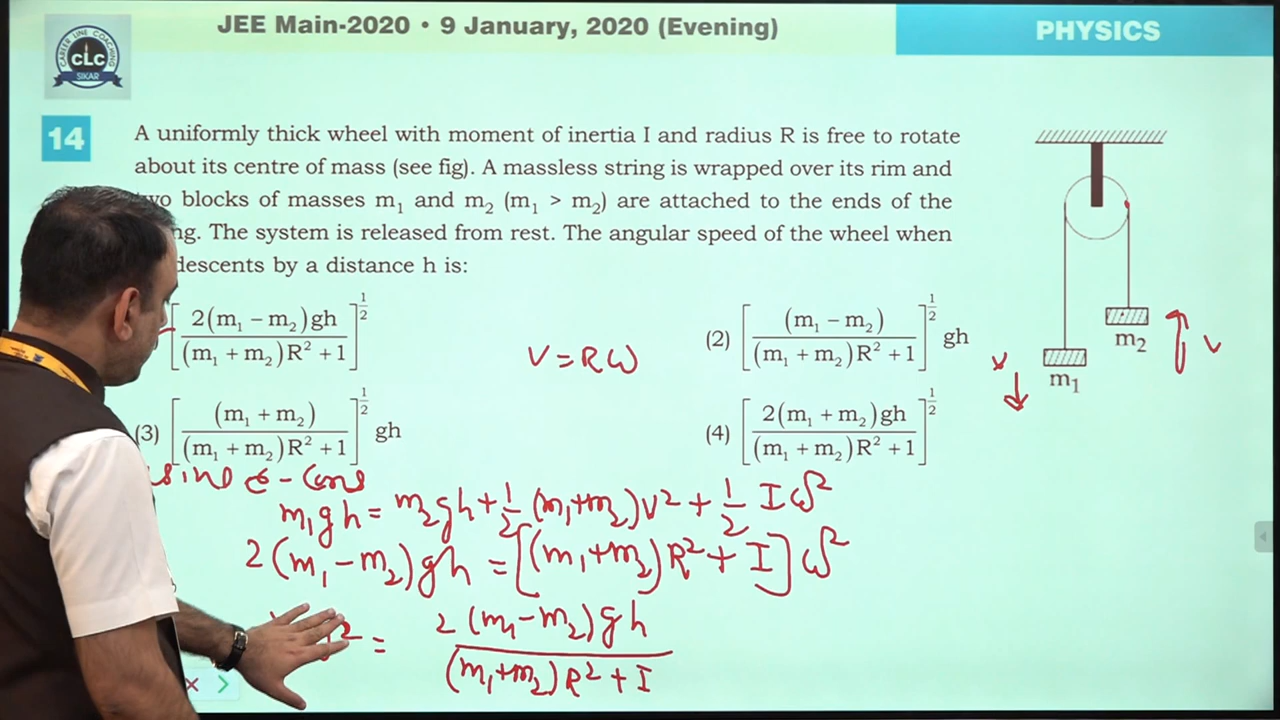 JEE Main-2020 • 9 January, 2020 (Evening)
PHYSICS
CAREER LINE COACHING
CLC
SIKAR
14
A uniformly thick wheel with moment of inertia I and radius R is free to rotate
about its centre of mass (see fig). A massless string is wrapped over its rim and
two blocks of masses m₁ and m₂ (m₁ > m₂) are attached to the ends of the
The system is released from rest. The angular speed of the wheel when
descents by a distance h is:
[2(m₁ − m₂)gh / (m₁ + m₂)R² + 1]^1/2
(2) [(m₁ − m₂) / (m₁ + m₂)R² + 1]^1/2 gh
(3) [(m₁ + m₂) / (m₁ + m₂)R² + 1]^1/2 gh
(4) [2(m₁ + m₂)gh / (m₁ + m₂)R² + 1]^1/2
V = Rω
m₂
V
V
m₁
m₁gh = m₂gh + 1/2 (m₁+m₂)V² + 1/2 Iω²
2(m₁ − m₂)gh = [(m₁+m₂)R² + I]ω²
= 2(m₁ − m₂)gh / (m₁+m₂)R² + I